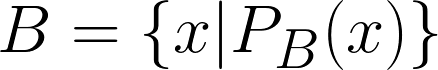 B = {x|P_B(x)}